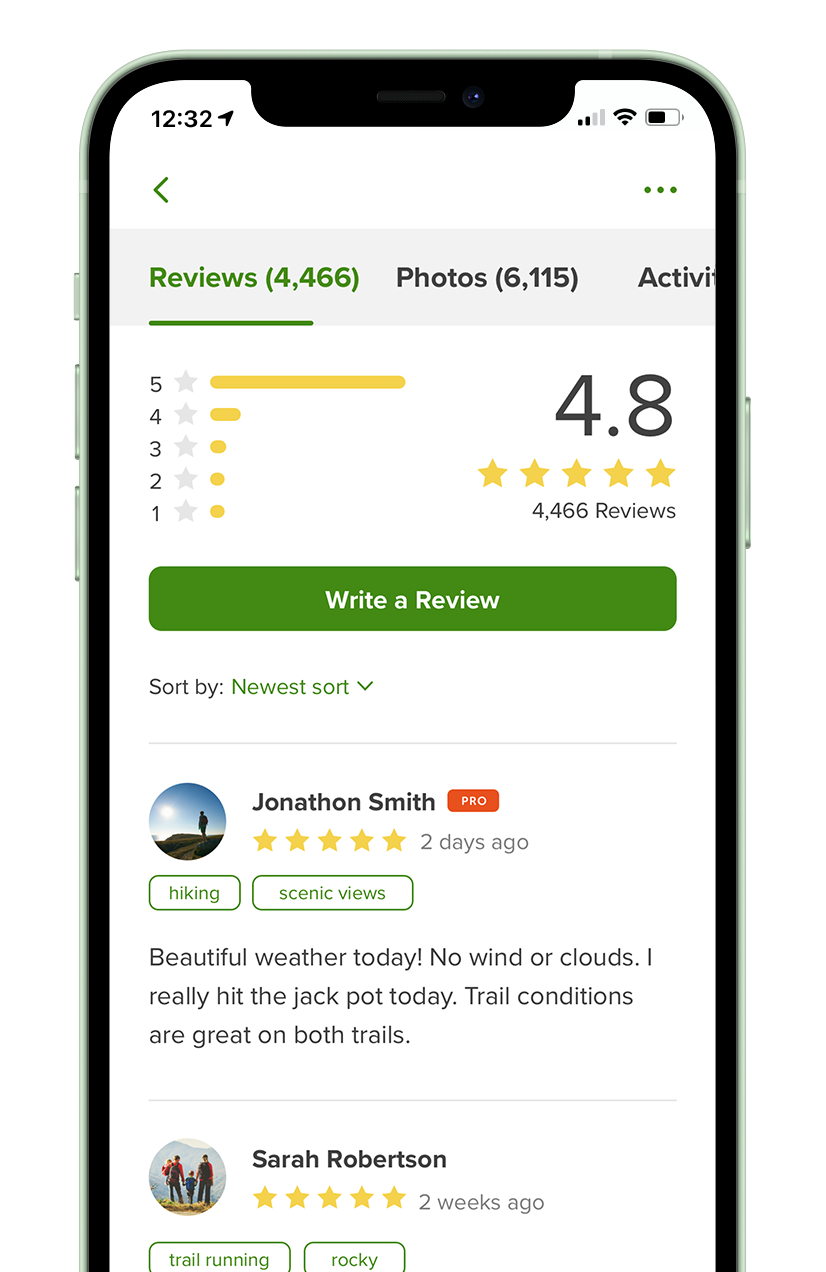 12:32
Reviews (4,466) Photos (6,115) Activit
5
4
3
2
1
4.8
4,466 Reviews
Write a Review
Sort by: Newest sort
Jonathon Smith PRO
2 days ago
hiking scenic views
Beautiful weather today! No wind or clouds. I
really hit the jack pot today. Trail conditions
are great on both trails.
Sarah Robertson
2 weeks ago
trail running rocky